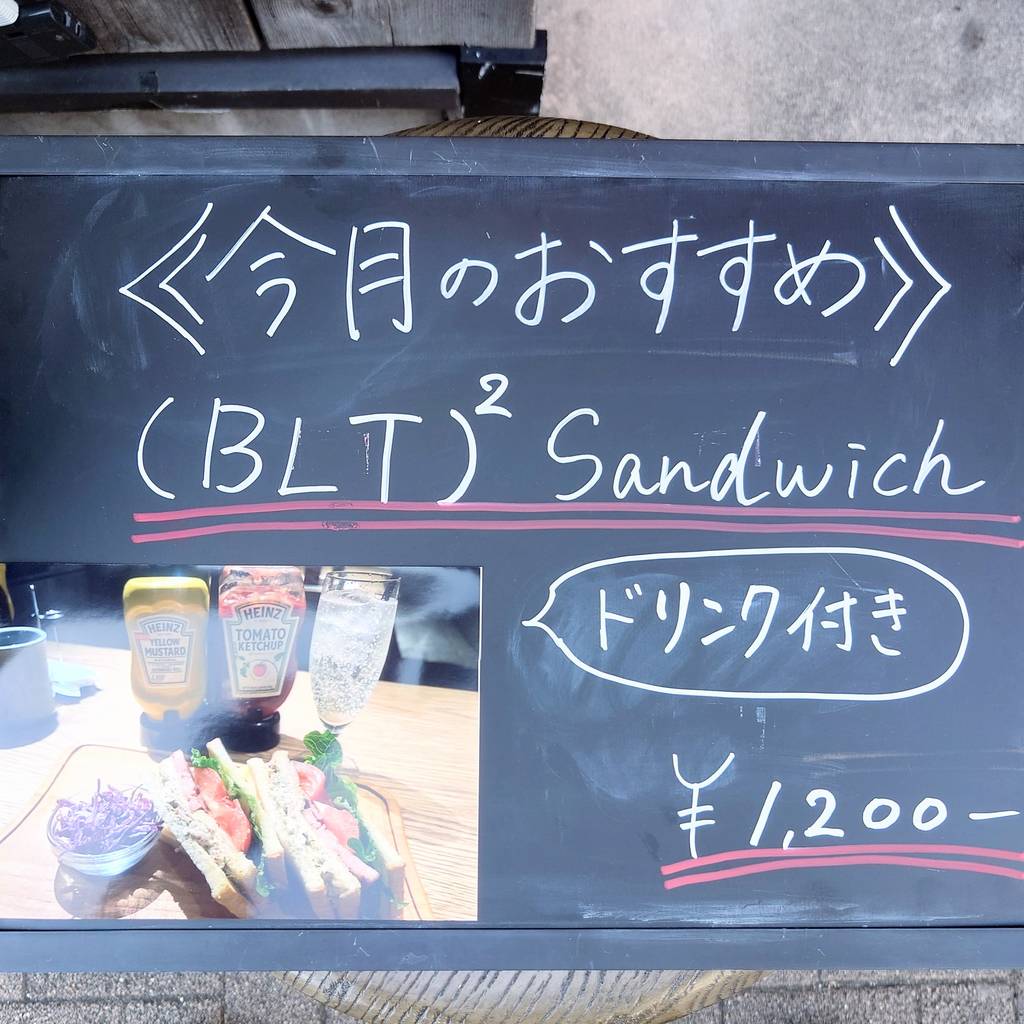 《今月のおすすめ》
(BLT)² Sandwich
ドリンク付き
¥1,200-
HEINZ
YELLOW
MUSTARD
HEINZ
TOMATO
KETCHUP